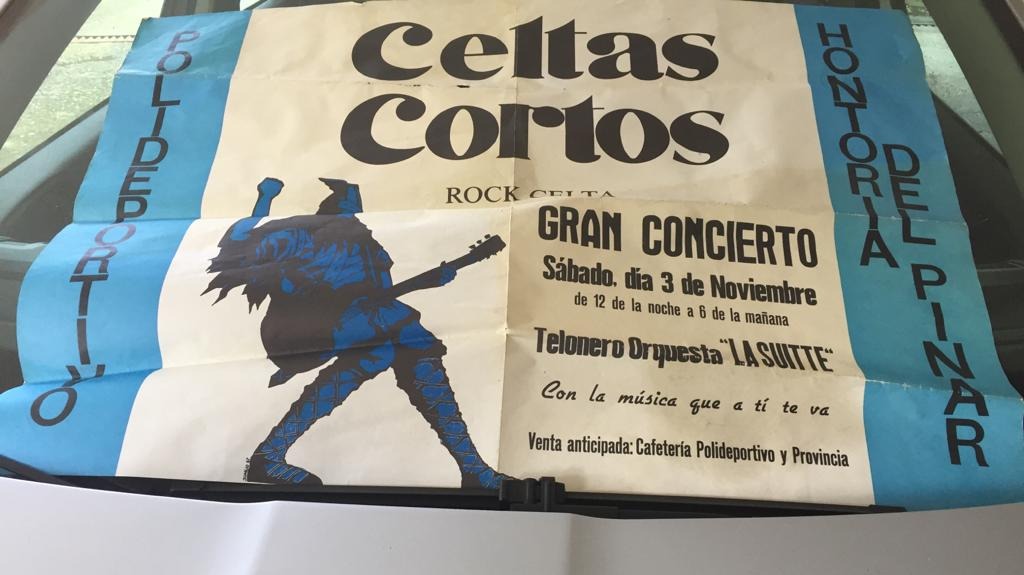 POLIDEPORTIVO
Celtas
Cortos
ROCK CELTA
GRAN CONCIERTO
Sábado, día 3 de Noviembre
de 12 de la noche a 6 de la mañana
Telonero Orquesta "LA SUITTE"
Con la música que a tí te va
Venta anticipada: Cafetería Polideportivo y Provincia
HONTORIA
DEL PINAR